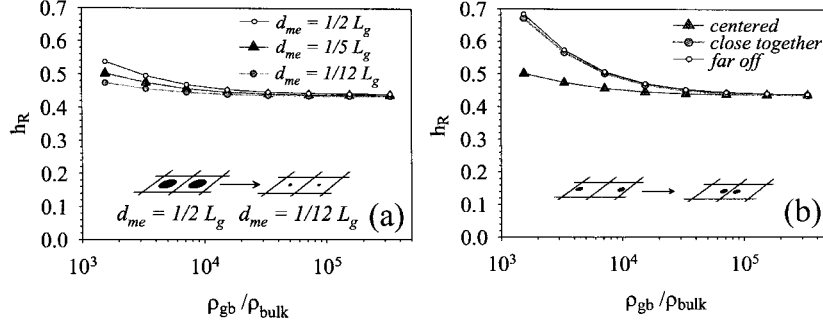 0.7
0.6
0.5
0.4
0.3
0.2
0.1
0.0
h_R
d_me = 1/2 L_g
d_me = 1/5 L_g
d_me = 1/12 L_g
d_me = 1/2 L_g d_me = 1/12 L_g
(a)
10^3 10^4 10^5
ρ_gb /ρ_bulk
0.7
0.6
0.5
0.4
0.3
0.2
0.1
0.0
h_R
centered
close together
far off
(b)
10^3 10^4 10^5
ρ_gb /ρ_bulk